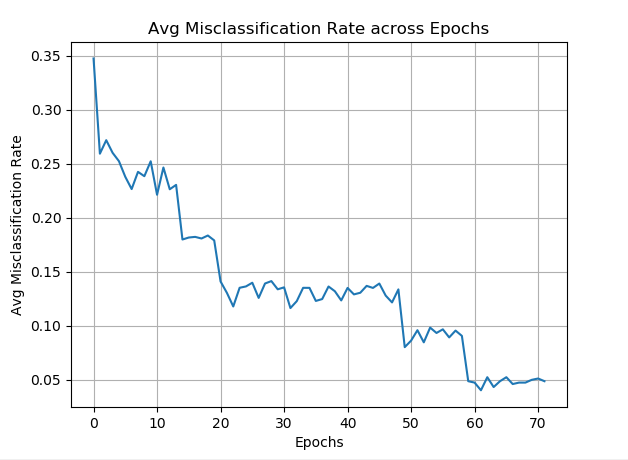 Avg Misclassification Rate across Epochs
0.35
0.30
0.25
0.20
0.15
0.10
0.05
Avg Misclassification Rate
0 10 20 30 40 50 60 70
Epochs